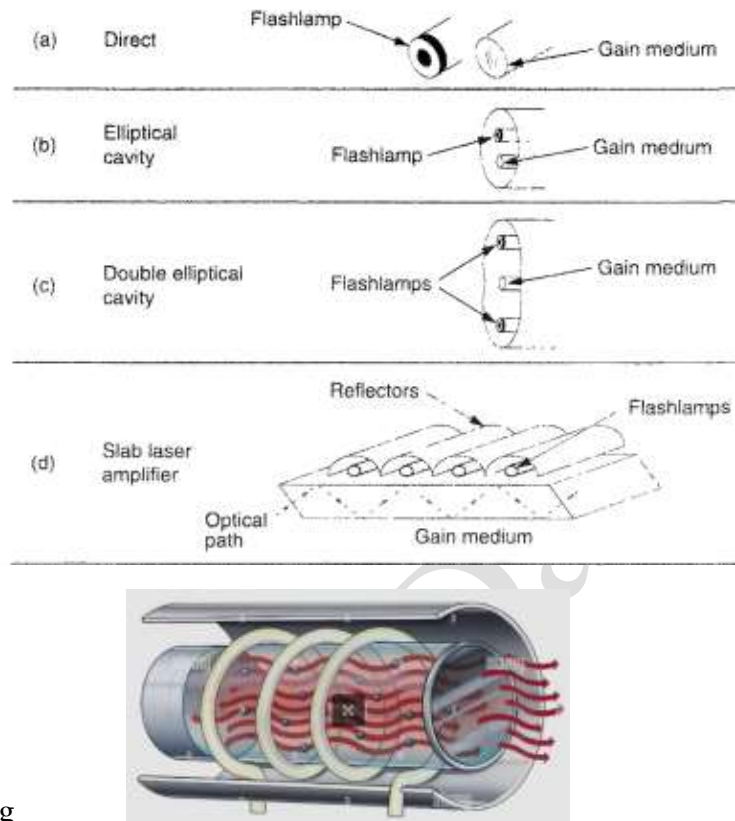 Flashlamp
(a) Direct
Gain medium
(b) Elliptical
cavity
Flashlamp
Gain medium
(c) Double elliptical
cavity
Flashlamps
Gain medium
(d) Slab laser
amplifier
Reflectors
Flashlamps
Optical
path
Gain medium
g